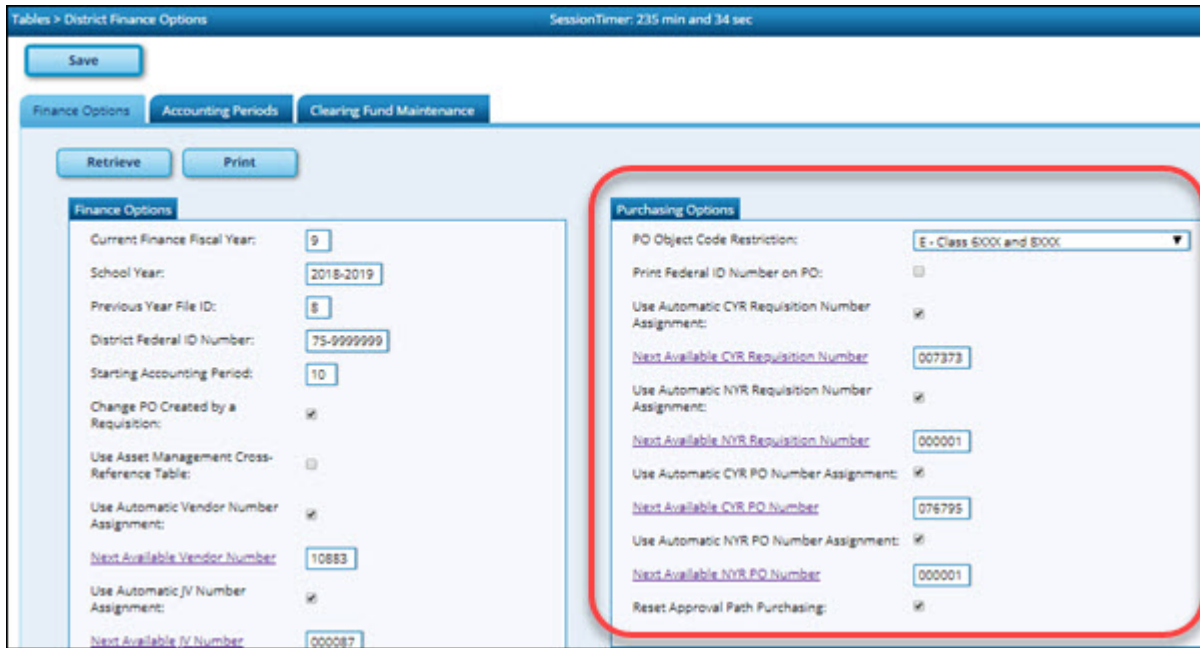 Tables > District Finance Options
SessionTimer: 235 min and 34 sec
Save
Finance Options
Accounting Periods
Clearing Fund Maintenance
Retrieve
Print
Finance Options
Current Finance Fiscal Year:
9
School Year:
2018-2019
Previous Year File ID:
8
District Federal ID Number:
75-9999999
Starting Accounting Period:
10
Change PO Created by a
Requisition:
Use Asset Management Cross-
Reference Table:
Use Automatic Vendor Number
Assignment:
Next Available Vendor Number
10883
Use Automatic JV Number
Assignment:
Next Available JV Number
000087
Purchasing Options
PO Object Code Restriction:
E - Class 6XXX and 8XXX
Print Federal ID Number on PO:
Use Automatic CYR Requisition Number
Assignment:
Next Available CYR Requisition Number
007373
Use Automatic NYR Requisition Number
Assignment:
Next Available NYR Requisition Number
000001
Use Automatic CYR PO Number Assignment:
Next Available CYR PO Number
076795
Use Automatic NYR PO Number Assignment:
Next Available NYR PO Number
000001
Reset Approval Path Purchasing: